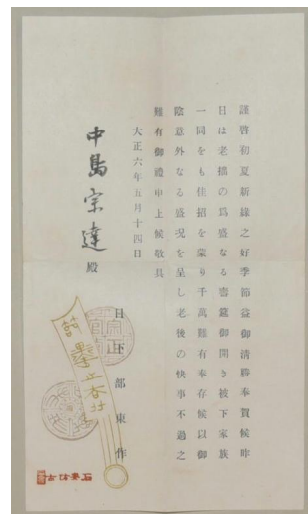 謹啓初夏新緑之好季節益御清勝奉賀候昨
日は老拙の爲盛なる書莚御開き被下家族
一同をも佳招を蒙り千萬難有奉存候以御
陰意外なる盛況を呈し老後の快事不過之
難有御禮申上候敬具
大正六年五月十四日
日下部東作
中島宗達殿